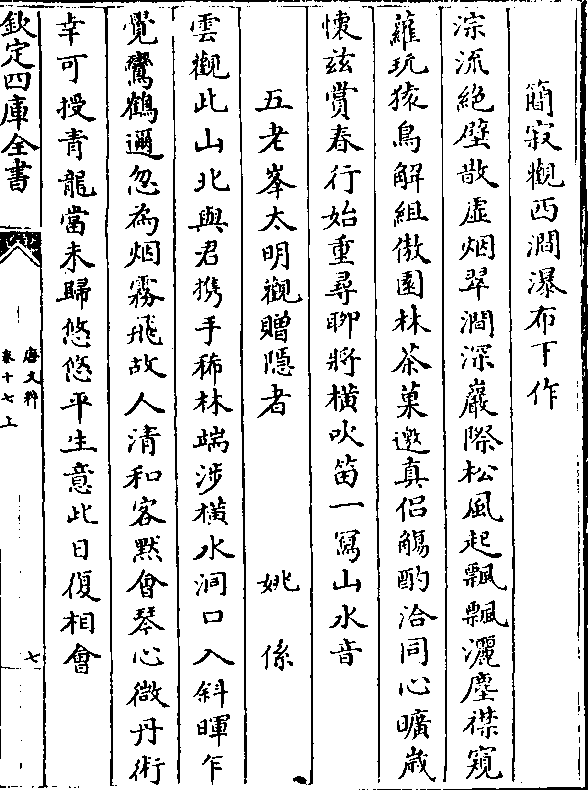 簡寂觀西澗瀑布下作
淙流絶壁散虛烟翠澗深巖際松風起飄飄灑塵襟窺
蘿玩猿鳥解組傲園林茶菓邀真侣觴酌洽同心曠歲
懷兹賞春行始重尋聊將橫吹笛一寫山水音
五老峯太明觀贈隱者 姚係
雲觀此山北與君携手稀林端涉橫水洞口入斜暉乍
覺鸞鶴邇忽為烟霧飛故人清和客黙會琴心微丹術
幸可授青龍當未歸悠悠平生意此日復相會
欽定四庫全書
唐文粹
卷十七上
七